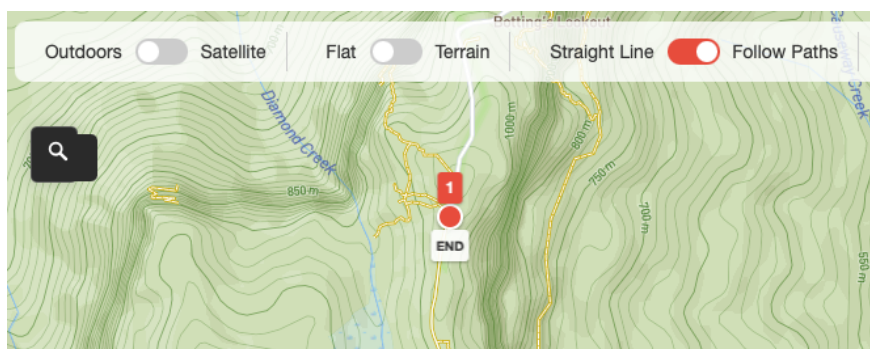 Outdoors Satellite Flat Terrain Straight Line Follow Paths
Diamond Creek
1000 m
800 m
750 m
850 m
1
700 m
END
550 m